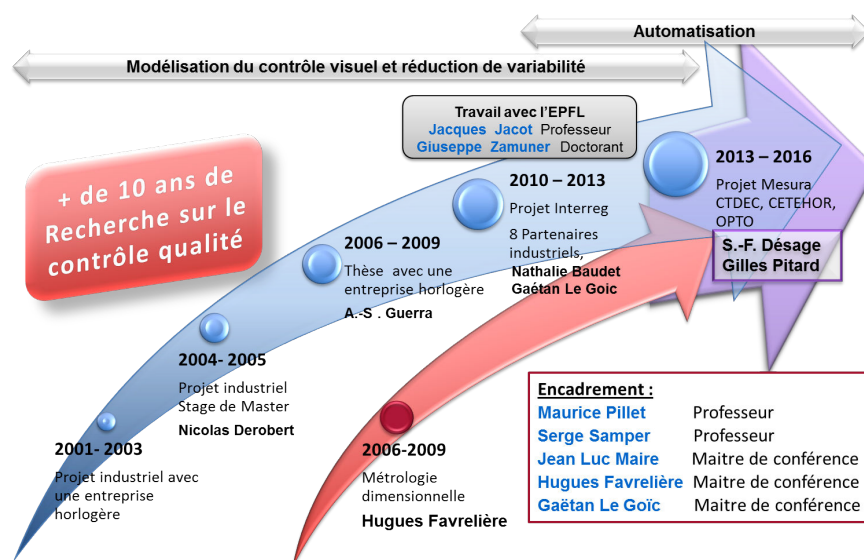 Automatisation
Modélisation du contrôle visuel et réduction de variabilité
Travail avec l'EPFL
Jacques Jacot Professeur
Giuseppe Zamuner Doctorant
+ de 10 ans de
Recherche sur le
contrôle qualité
2013 – 2016
Projet Mesura
CTDEC, CETEHOR,
OPTO
S.-F. Désage
Gilles Pitard
2010 – 2013
Projet Interreg
8 Partenaires
industriels,
Nathalie Baudet
Gaétan Le Goic
2006 – 2009
Thèse avec une
entreprise horlogère
A.-S . Guerra
2004- 2005
Projet industriel
Stage de Master
Nicolas Derobert
2001- 2003
Projet industriel avec
une entreprise
horlogère
2006-2009
Métrologie
dimensionnelle
Hugues Favrelière
Encadrement :
Maurice Pillet Professeur
Serge Samper Professeur
Jean Luc Maire Maitre de conférence
Hugues Favrelière Maitre de conférence
Gaëtan Le Goïc Maitre de conférence